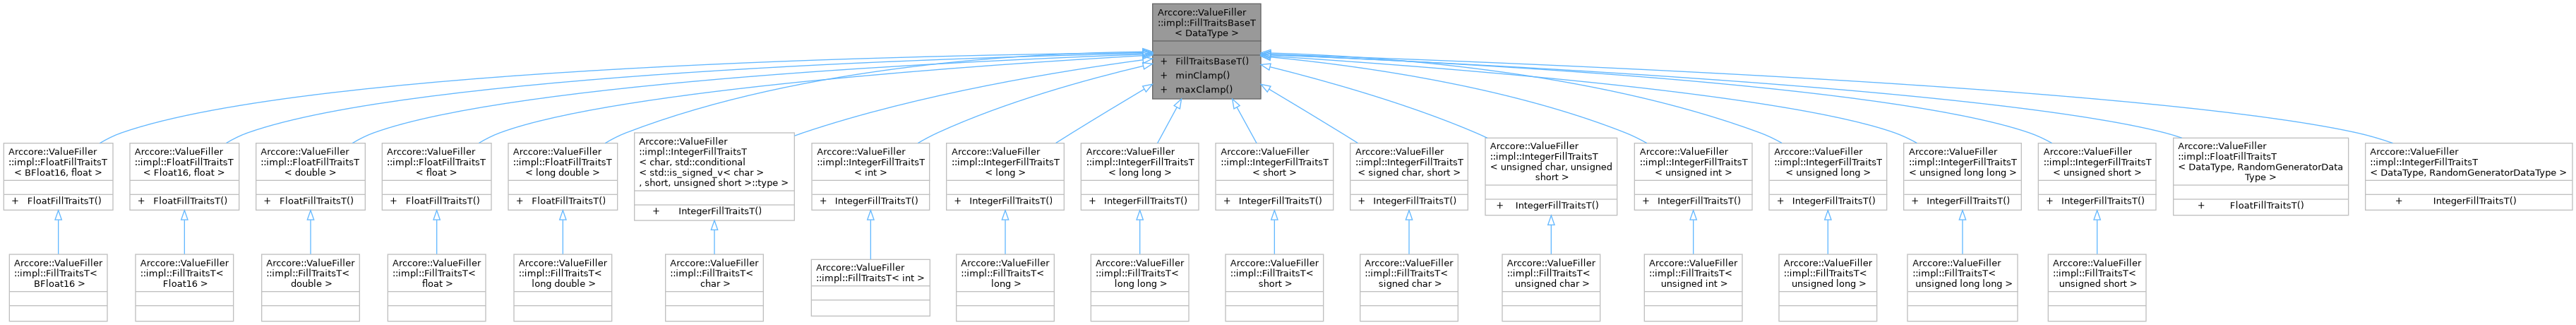 Arccore::ValueFiller
::impl::FillTraitsBaseT
< DataType >
+ FillTraitsBaseT()
+ minClamp()
+ maxClamp()
Arccore::ValueFiller
::impl::FloatFillTraitsT
< BFloat16, float >
+ FloatFillTraitsT()
Arccore::ValueFiller
::impl::FloatFillTraitsT
< Float16, float >
+ FloatFillTraitsT()
Arccore::ValueFiller
::impl::FloatFillTraitsT
< double >
+ FloatFillTraitsT()
Arccore::ValueFiller
::impl::FloatFillTraitsT
< float >
+ FloatFillTraitsT()
Arccore::ValueFiller
::impl::FloatFillTraitsT
< long double >
+ FloatFillTraitsT()
Arccore::ValueFiller
::impl::IntegerFillTraitsT
< char, std::conditional
< std::is_signed_v< char >
, short, unsigned short >::type >
+ IntegerFillTraitsT()
Arccore::ValueFiller
::impl::IntegerFillTraitsT
< int >
+ IntegerFillTraitsT()
Arccore::ValueFiller
::impl::IntegerFillTraitsT
< long >
+ IntegerFillTraitsT()
Arccore::ValueFiller
::impl::IntegerFillTraitsT
< long long >
+ IntegerFillTraitsT()
Arccore::ValueFiller
::impl::IntegerFillTraitsT
< short >
+ IntegerFillTraitsT()
Arccore::ValueFiller
::impl::IntegerFillTraitsT
< signed char, short >
+ IntegerFillTraitsT()
Arccore::ValueFiller
::impl::IntegerFillTraitsT
< unsigned char, unsigned
short >
+ IntegerFillTraitsT()
Arccore::ValueFiller
::impl::IntegerFillTraitsT
< unsigned int >
+ IntegerFillTraitsT()
Arccore::ValueFiller
::impl::IntegerFillTraitsT
< unsigned long >
+ IntegerFillTraitsT()
Arccore::ValueFiller
::impl::IntegerFillTraitsT
< unsigned long long >
+ IntegerFillTraitsT()
Arccore::ValueFiller
::impl::IntegerFillTraitsT
< unsigned short >
+ IntegerFillTraitsT()
Arccore::ValueFiller
::impl::FloatFillTraitsT
< DataType, RandomGeneratorData
Type >
+ FloatFillTraitsT()
Arccore::ValueFiller
::impl::IntegerFillTraitsT
< DataType, RandomGeneratorDataType >
+ IntegerFillTraitsT()
Arccore::ValueFiller
::impl::FillTraitsT<
BFloat16 >
Arccore::ValueFiller
::impl::FillTraitsT<
Float16 >
Arccore::ValueFiller
::impl::FillTraitsT<
double >
Arccore::ValueFiller
::impl::FillTraitsT<
float >
Arccore::ValueFiller
::impl::FillTraitsT<
long double >
Arccore::ValueFiller
::impl::FillTraitsT<
char >
Arccore::ValueFiller
::impl::FillTraitsT< int >
Arccore::ValueFiller
::impl::FillTraitsT<
long >
Arccore::ValueFiller
::impl::FillTraitsT<
long long >
Arccore::ValueFiller
::impl::FillTraitsT<
short >
Arccore::ValueFiller
::impl::FillTraitsT<
signed char >
Arccore::ValueFiller
::impl::FillTraitsT<
unsigned char >
Arccore::ValueFiller
::impl::FillTraitsT<
unsigned int >
Arccore::ValueFiller
::impl::FillTraitsT<
unsigned long >
Arccore::ValueFiller
::impl::FillTraitsT<
unsigned long long >
Arccore::ValueFiller
::impl::FillTraitsT<
unsigned short >